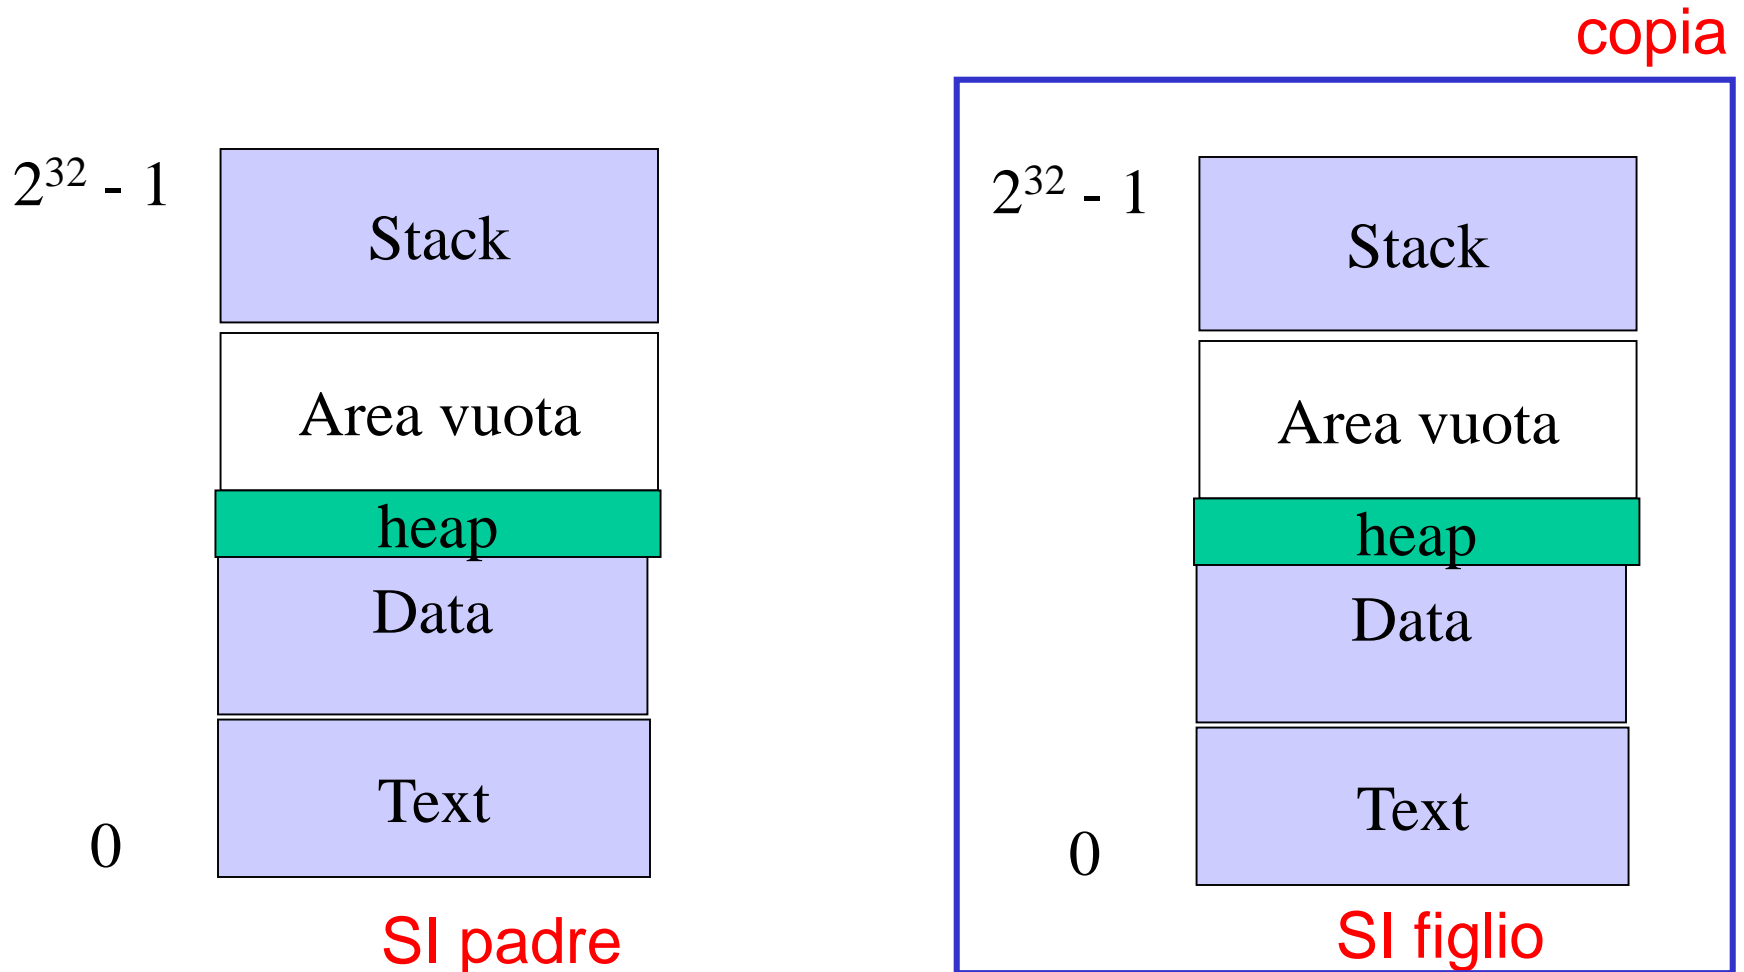 copia
2³² - 1
Stack
Area vuota
heap
Data
Text
0
SI padre
2³² - 1
Stack
Area vuota
heap
Data
Text
0
SI figlio